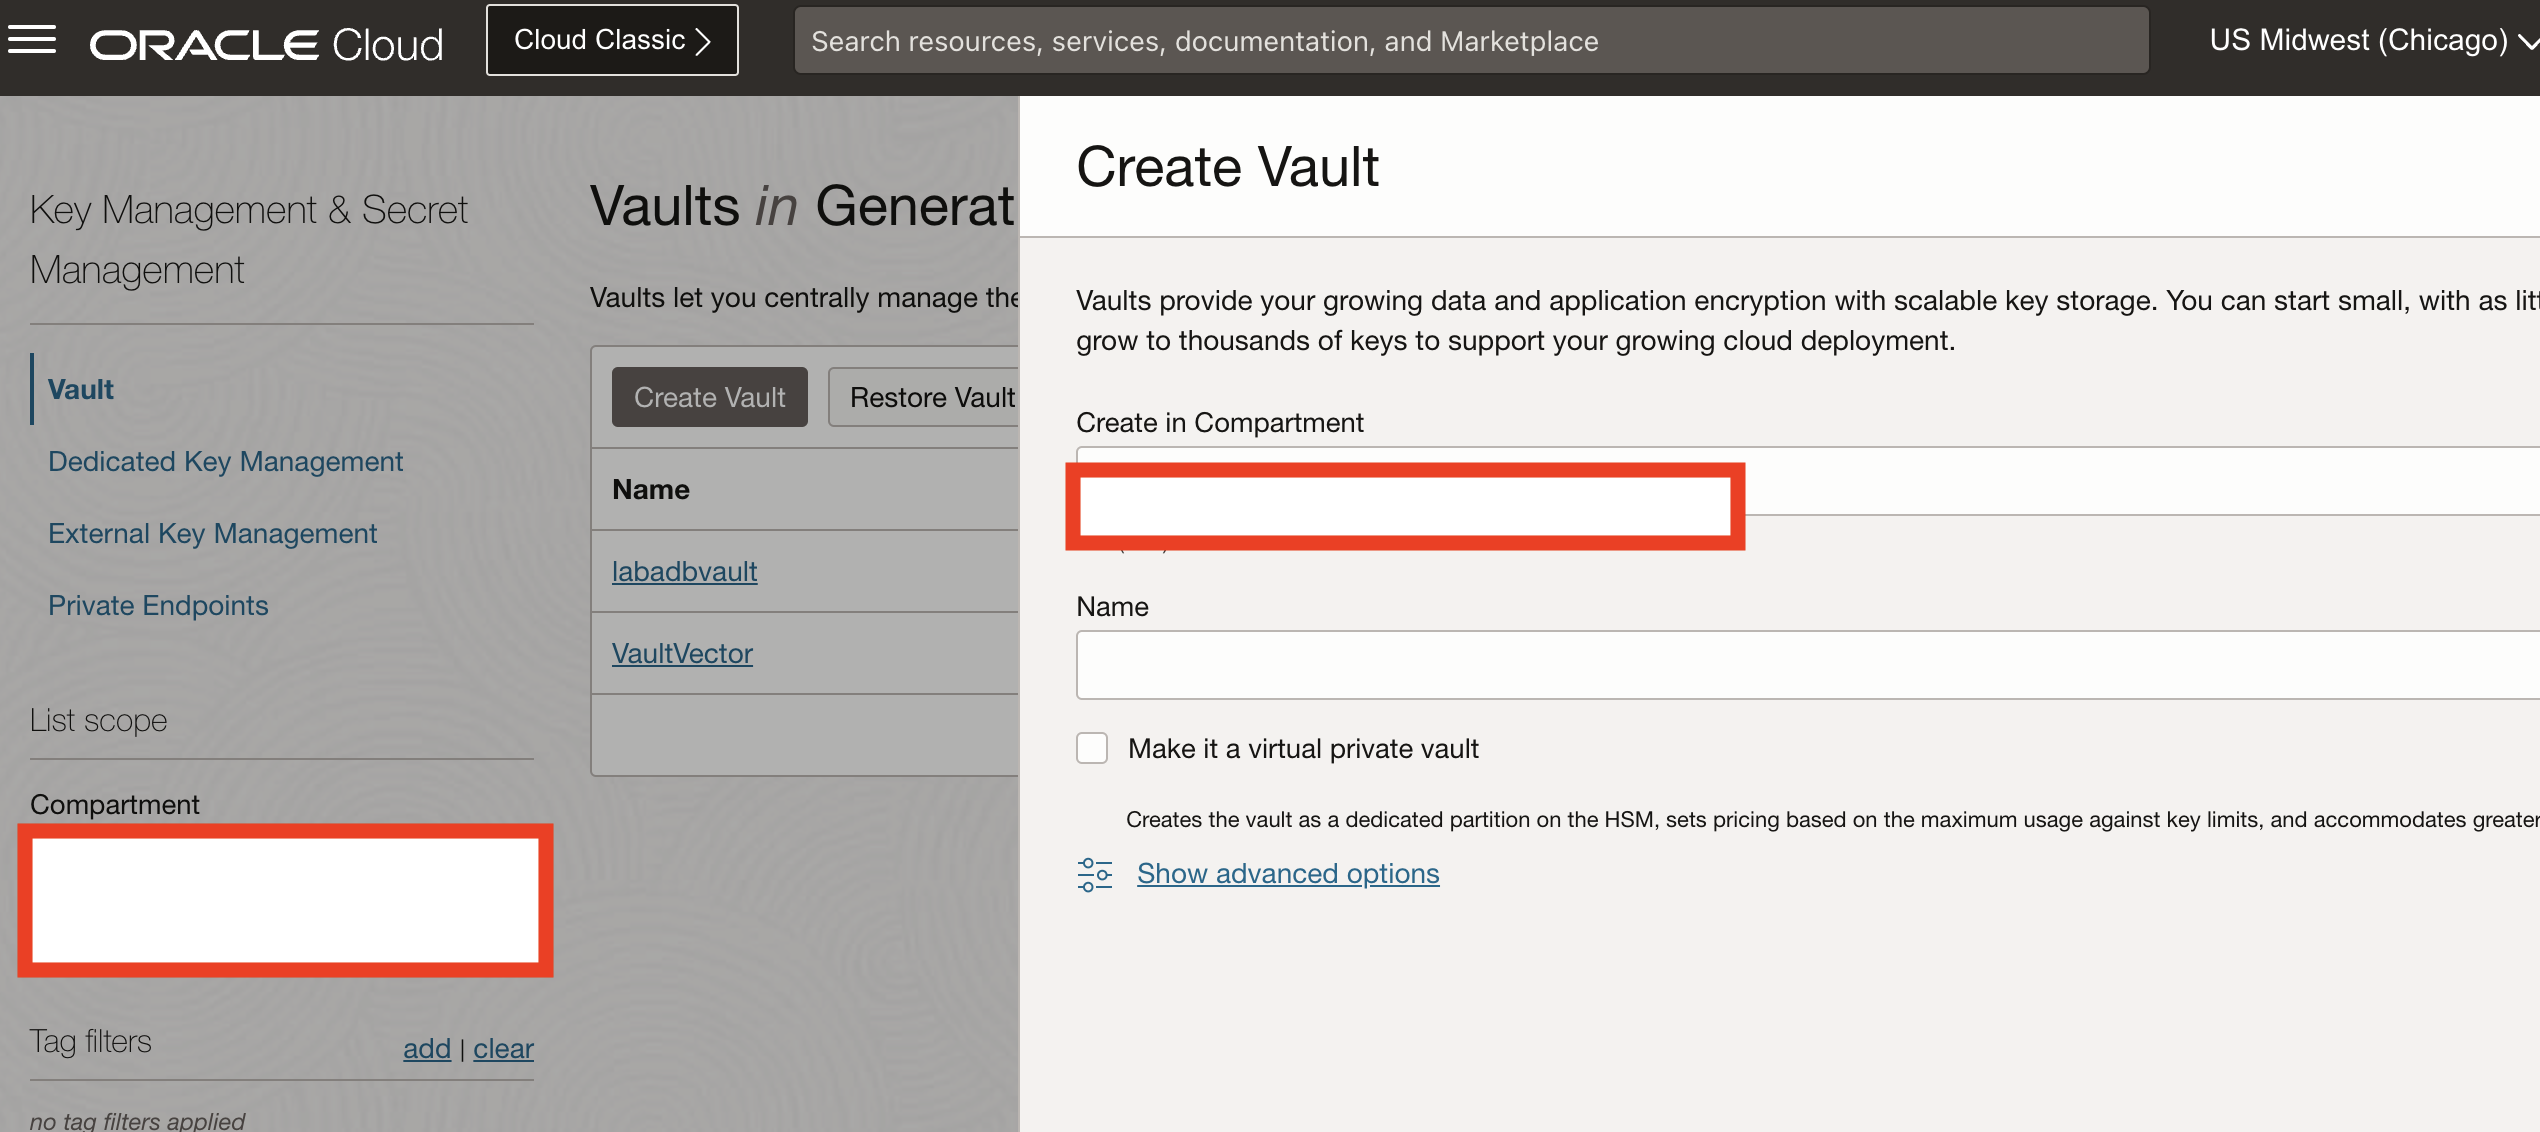 ORACLE Cloud
Cloud Classic
Search resources, services, documentation, and Marketplace
US Midwest (Chicago)
Key Management & Secret
Management
Vault
Dedicated Key Management
External Key Management
Private Endpoints
List scope
Compartment
Tag filters
add | clear
no tag filters applied
Vaults in Generat
Vaults let you centrally manage the
Create Vault
Restore Vault
Name
labadbvault
VaultVector
Create Vault
Vaults provide your growing data and application encryption with scalable key storage. You can start small, with as
grow to thousands of keys to support your growing cloud deployment.
Create in Compartment
Name
Make it a virtual private vault
Creates the vault as a dedicated partition on the HSM, sets pricing based on the maximum usage against key limits, and accommodates greater
Show advanced options